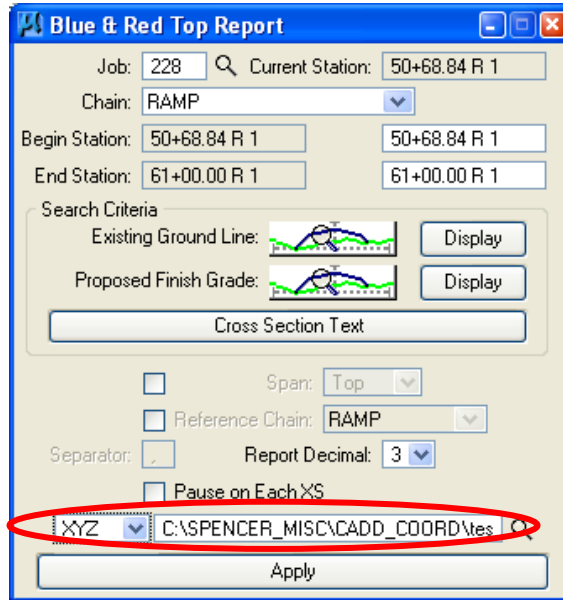 Blue & Red Top Report
Job: 228 Current Station: 50+68.84 R 1
Chain: RAMP
Begin Station: 50+68.84 R 1 50+68.84 R 1
End Station: 61+00.00 R 1 61+00.00 R 1
Search Criteria
Existing Ground Line: Display
Proposed Finish Grade: Display
Cross Section Text
Span: Top
Reference Chain: RAMP
Separator: , Report Decimal: 3
Pause on Each XS
XYZ C:\SPENCER_MISC\CADD_COORD\tes
Apply